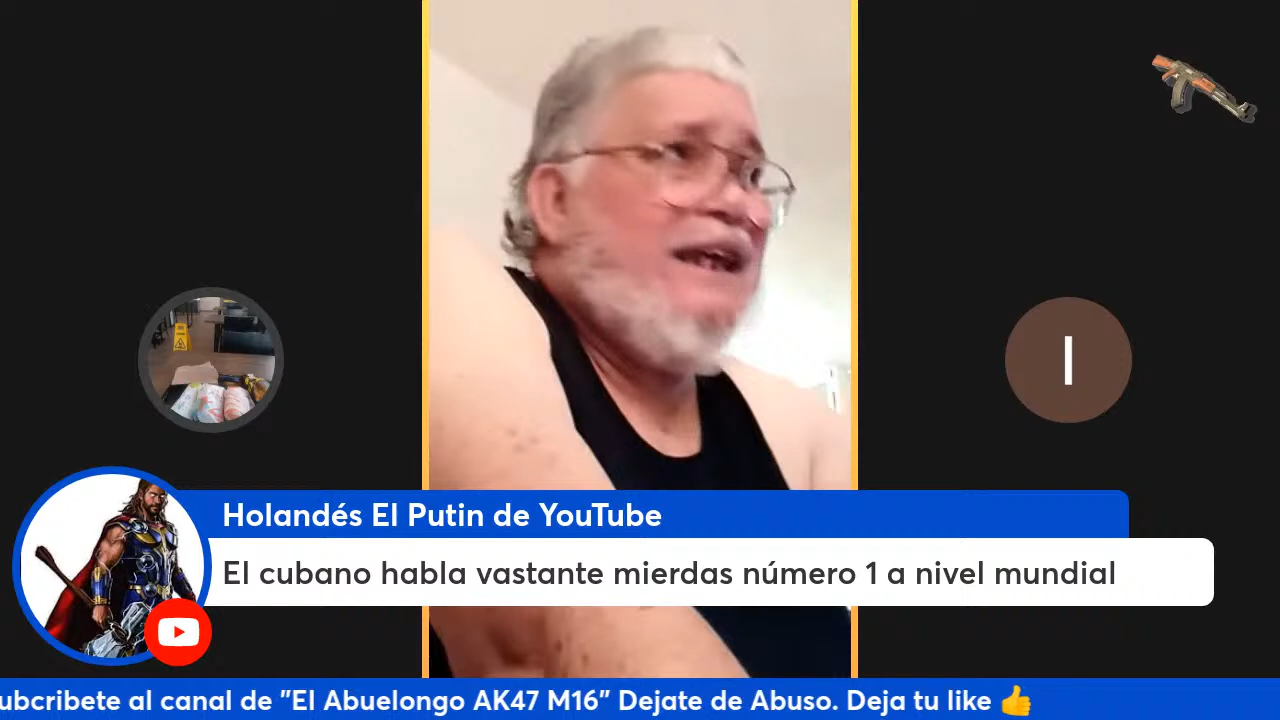 I
Holandés El Putin de YouTube
El cubano habla vastante mierdas número 1 a nivel mundial
ubcribete al canal de "El Abuelongo AK47 M16" Dejate de Abuso. Deja tu like 👍